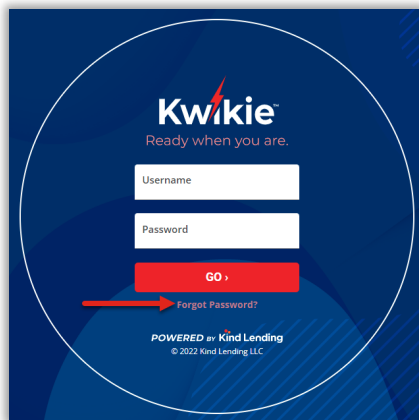 Kwikie™
Ready when you are.
Username
Password
GO ›
Forgot Password?
POWERED BY Kind Lending
© 2022 Kind Lending LLC